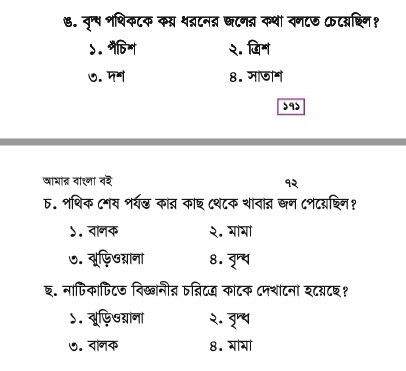 ঙ. বৃদ্ধ পথিককে কয় ধরনের জলের কথা বলতে চেয়েছিল?
১. পঁচিশ ২. ত্রিশ
৩. দশ ৪. সাতাশ
১৭১
আমার বাংলা বই ৭২
চ. পথিক শেষ পর্যন্ত কার কাছ থেকে খাবার জল পেয়েছিল?
১. বালক ২. মামা
৩. ঝুড়িওয়ালা ৪. বৃদ্ধ
ছ. নাটিকাটিতে বিজ্ঞানীর চরিত্রে কাকে দেখানো হয়েছে?
১. ঝুড়িওয়ালা ২. বৃদ্ধ
৩. বালক ৪. মামা